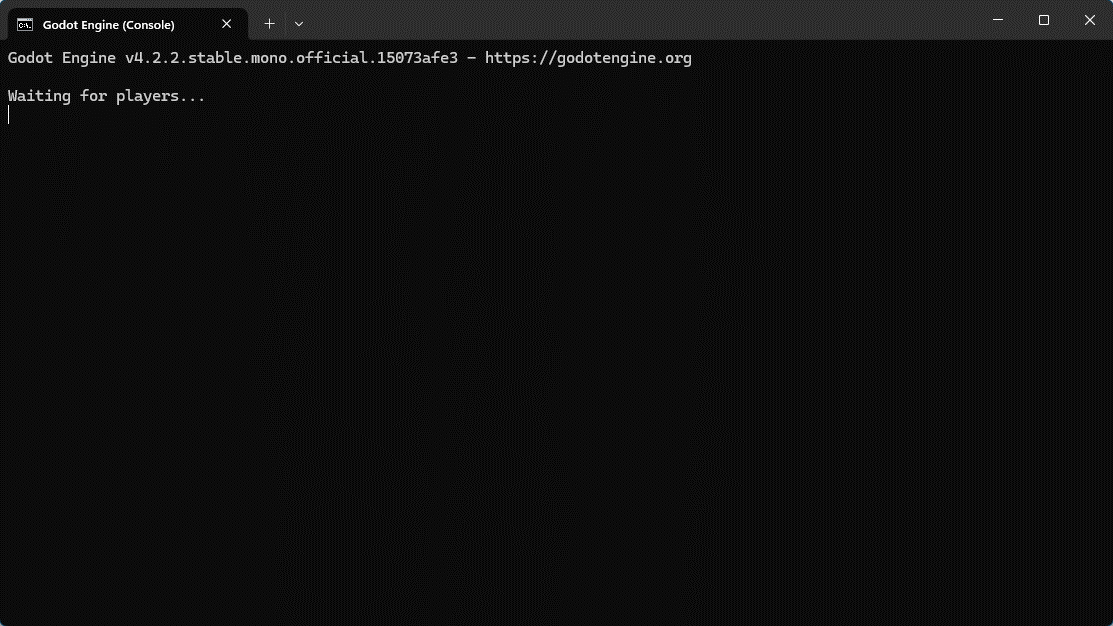 Godot Engine (Console)
Godot Engine v4.2.2.stable.mono.official.15073afe3 - https://godotengine.org
Waiting for players...